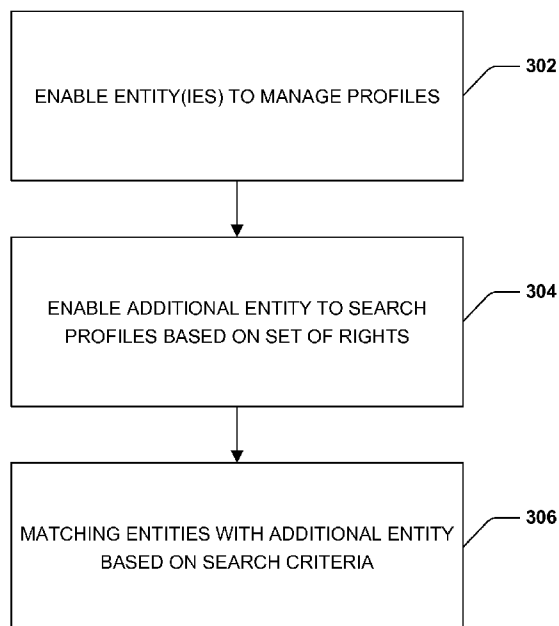 ENABLE ENTITY(IES) TO MANAGE PROFILES
302
ENABLE ADDITIONAL ENTITY TO SEARCH
PROFILES BASED ON SET OF RIGHTS
304
MATCHING ENTITIES WITH ADDITIONAL ENTITY
BASED ON SEARCH CRITERIA
306